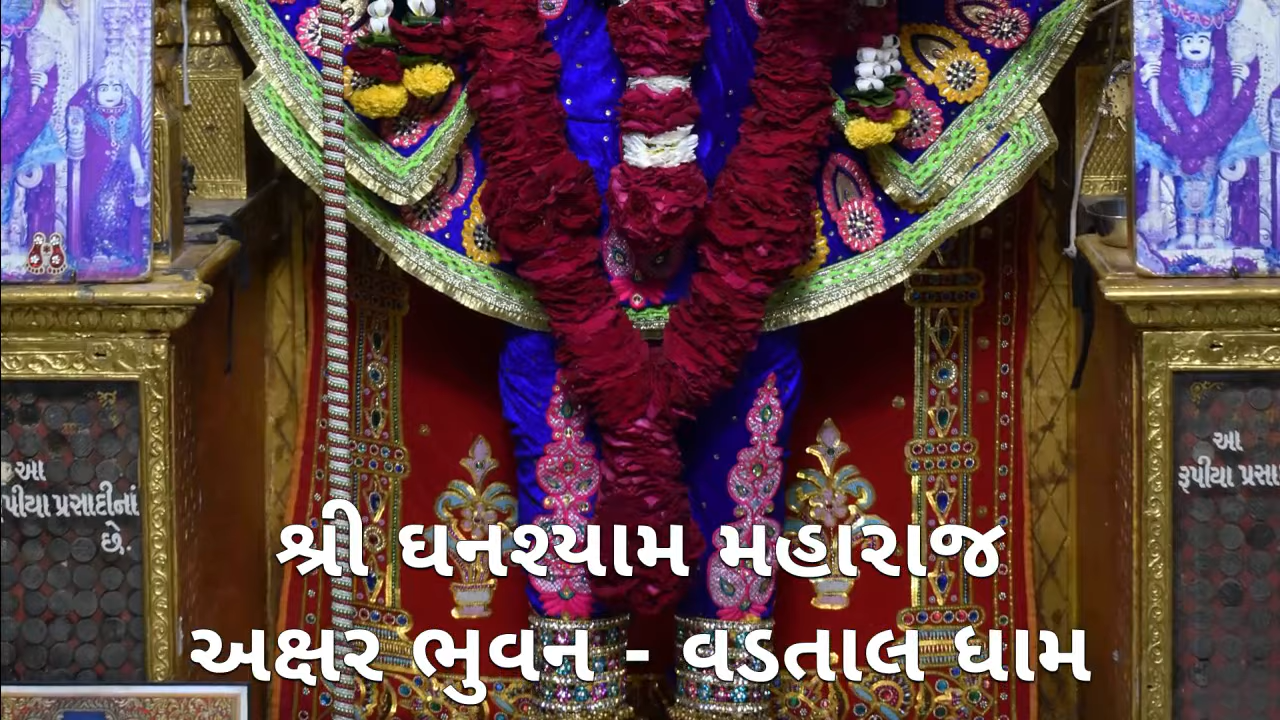 આ
રૂપીયા પ્રસાદીનાં
છે.
આ
રૂપીયા પ્રસા
શ્રી ઘનશ્યામ મહારાજ
અક્ષર ભુવન - વડતાલ ધામ